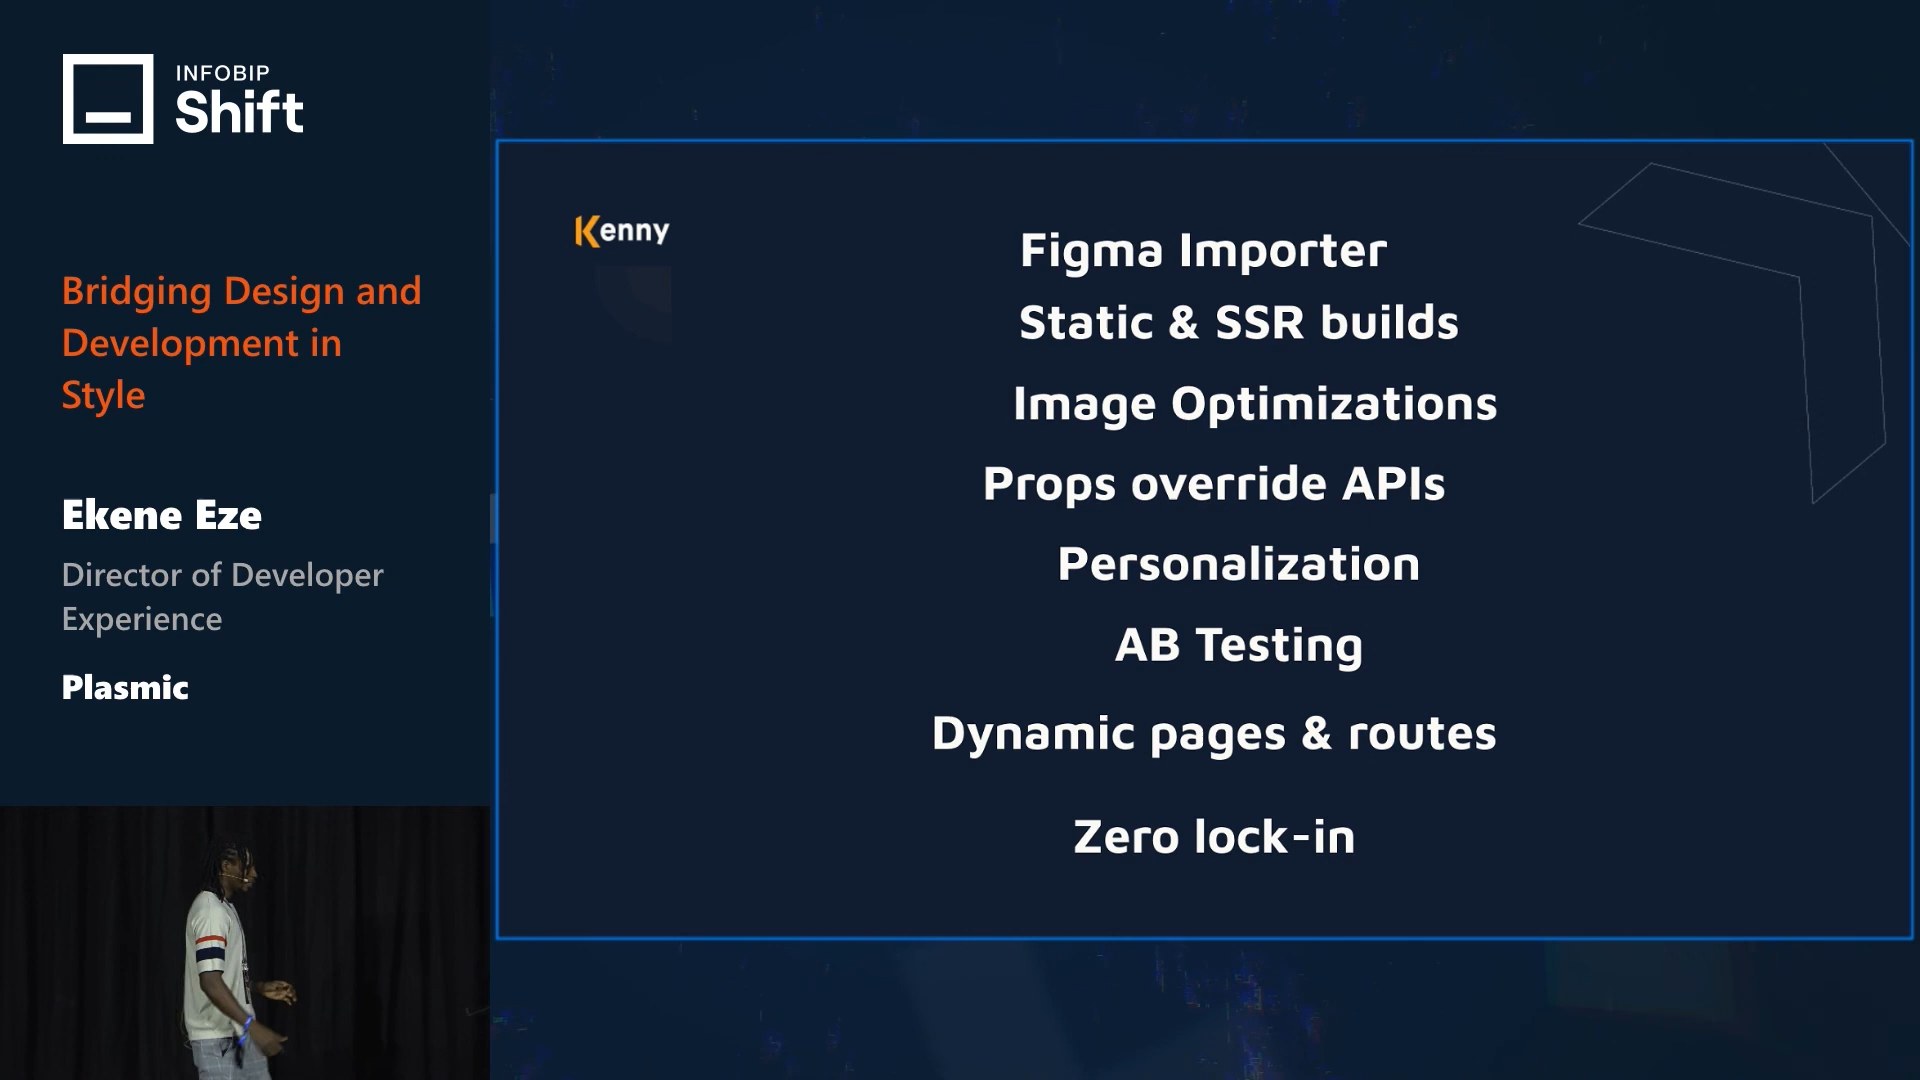 INFOBIP
Shift
Bridging Design and
Development in
Style
Ekene Eze
Director of Developer
Experience
Plasmic
Kenny
Figma Importer
Static & SSR builds
Image Optimizations
Props override APIs
Personalization
AB Testing
Dynamic pages & routes
Zero lock-in